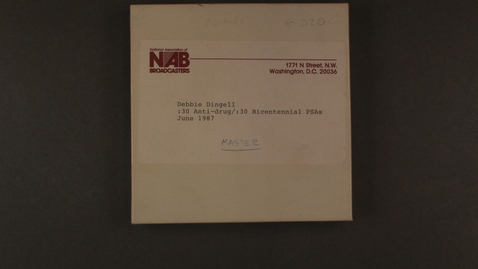 National Association of
NAB
BROADCASTERS
1771 N Street, N.W.
Washington, D.C. 20036
Debbie Dingell
:30 Anti-drug/:30 Bicentennial PSAs
June 1987
MASTER